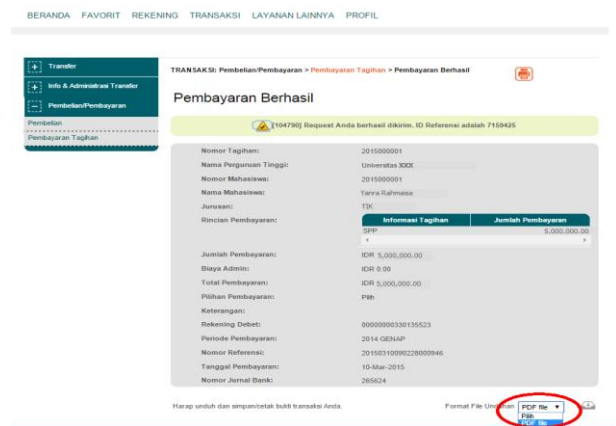 BERANDA FAVORIT REKENING TRANSAKSI LAYANAN LAINNYA PROFIL
Transfer
Info & Administrasi Transfer
Pembelian/Pembayaran
Pembelian
Pembayaran Tagihan
TRANSAKSI: Pembelian/Pembayaran > Pembayaran Tagihan > Pembayaran Berhasil
Pembayaran Berhasil
[104790] Request Anda berhasil dikirim. ID Referensi adalah 7159425
Nomor Tagihan: 2015000001
Nama Perguruan Tinggi: Universitas XXX
Nomor Mahasiswa: 2015000001
Nama Mahasiswa: Yanra Rahmasa
Jurusan: TIK
Rincian Pembayaran: Informasi Tagihan Jumlah Pembayaran
SPP 5.000,000.00
Jumlah Pembayaran: IDR 5,000,000.00
Biaya Admin: IDR 0.00
Total Pembayaran: IDR 5,000,000.00
Pilihan Pembayaran: Pilih
Keterangan:
Rekening Debet: 00000000330135523
Periode Pembayaran: 2014 GENAP
Nomor Referensi: 20150310090228000946
Tanggal Pembayaran: 10-Mar-2015
Nomor Jurnal Bank: 265624
Harap unduh dan simpan/cetak bukti transaksi Anda. Format File Unduhan PDF file
Pilih
PDF file